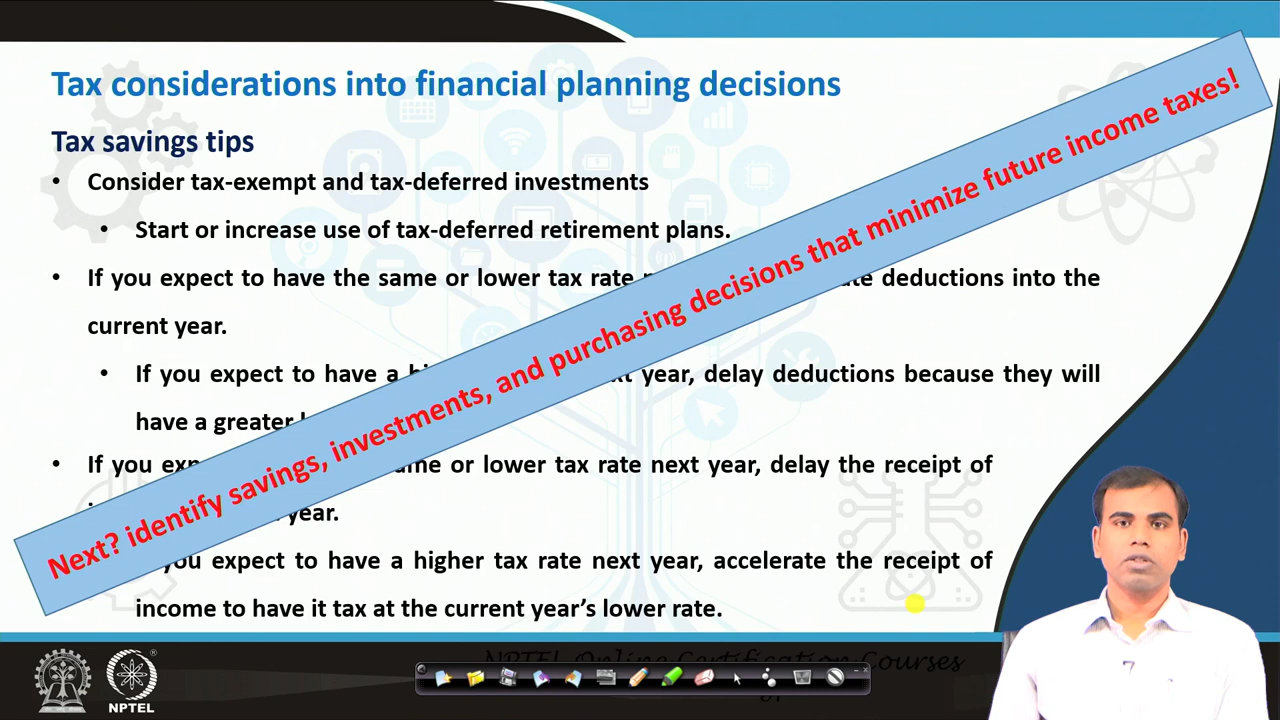 Tax considerations into financial planning decisions
Tax savings tips
• Consider tax-exempt and tax-deferred investments
• Start or increase use of tax-deferred retirement plans.
• If you expect to have the same or lower tax rate deductions into the
current year.
• If you expect to have a year, delay deductions because they will
have a greater
• If you or lower tax rate next year, delay the receipt of
year.
you expect to have a higher tax rate next year, accelerate the receipt of
income to have it tax at the current year’s lower rate.
Next? identify savings, investments, and purchasing decisions that minimize future income taxes!
NPTEL Online Certification Courses
NPTEL